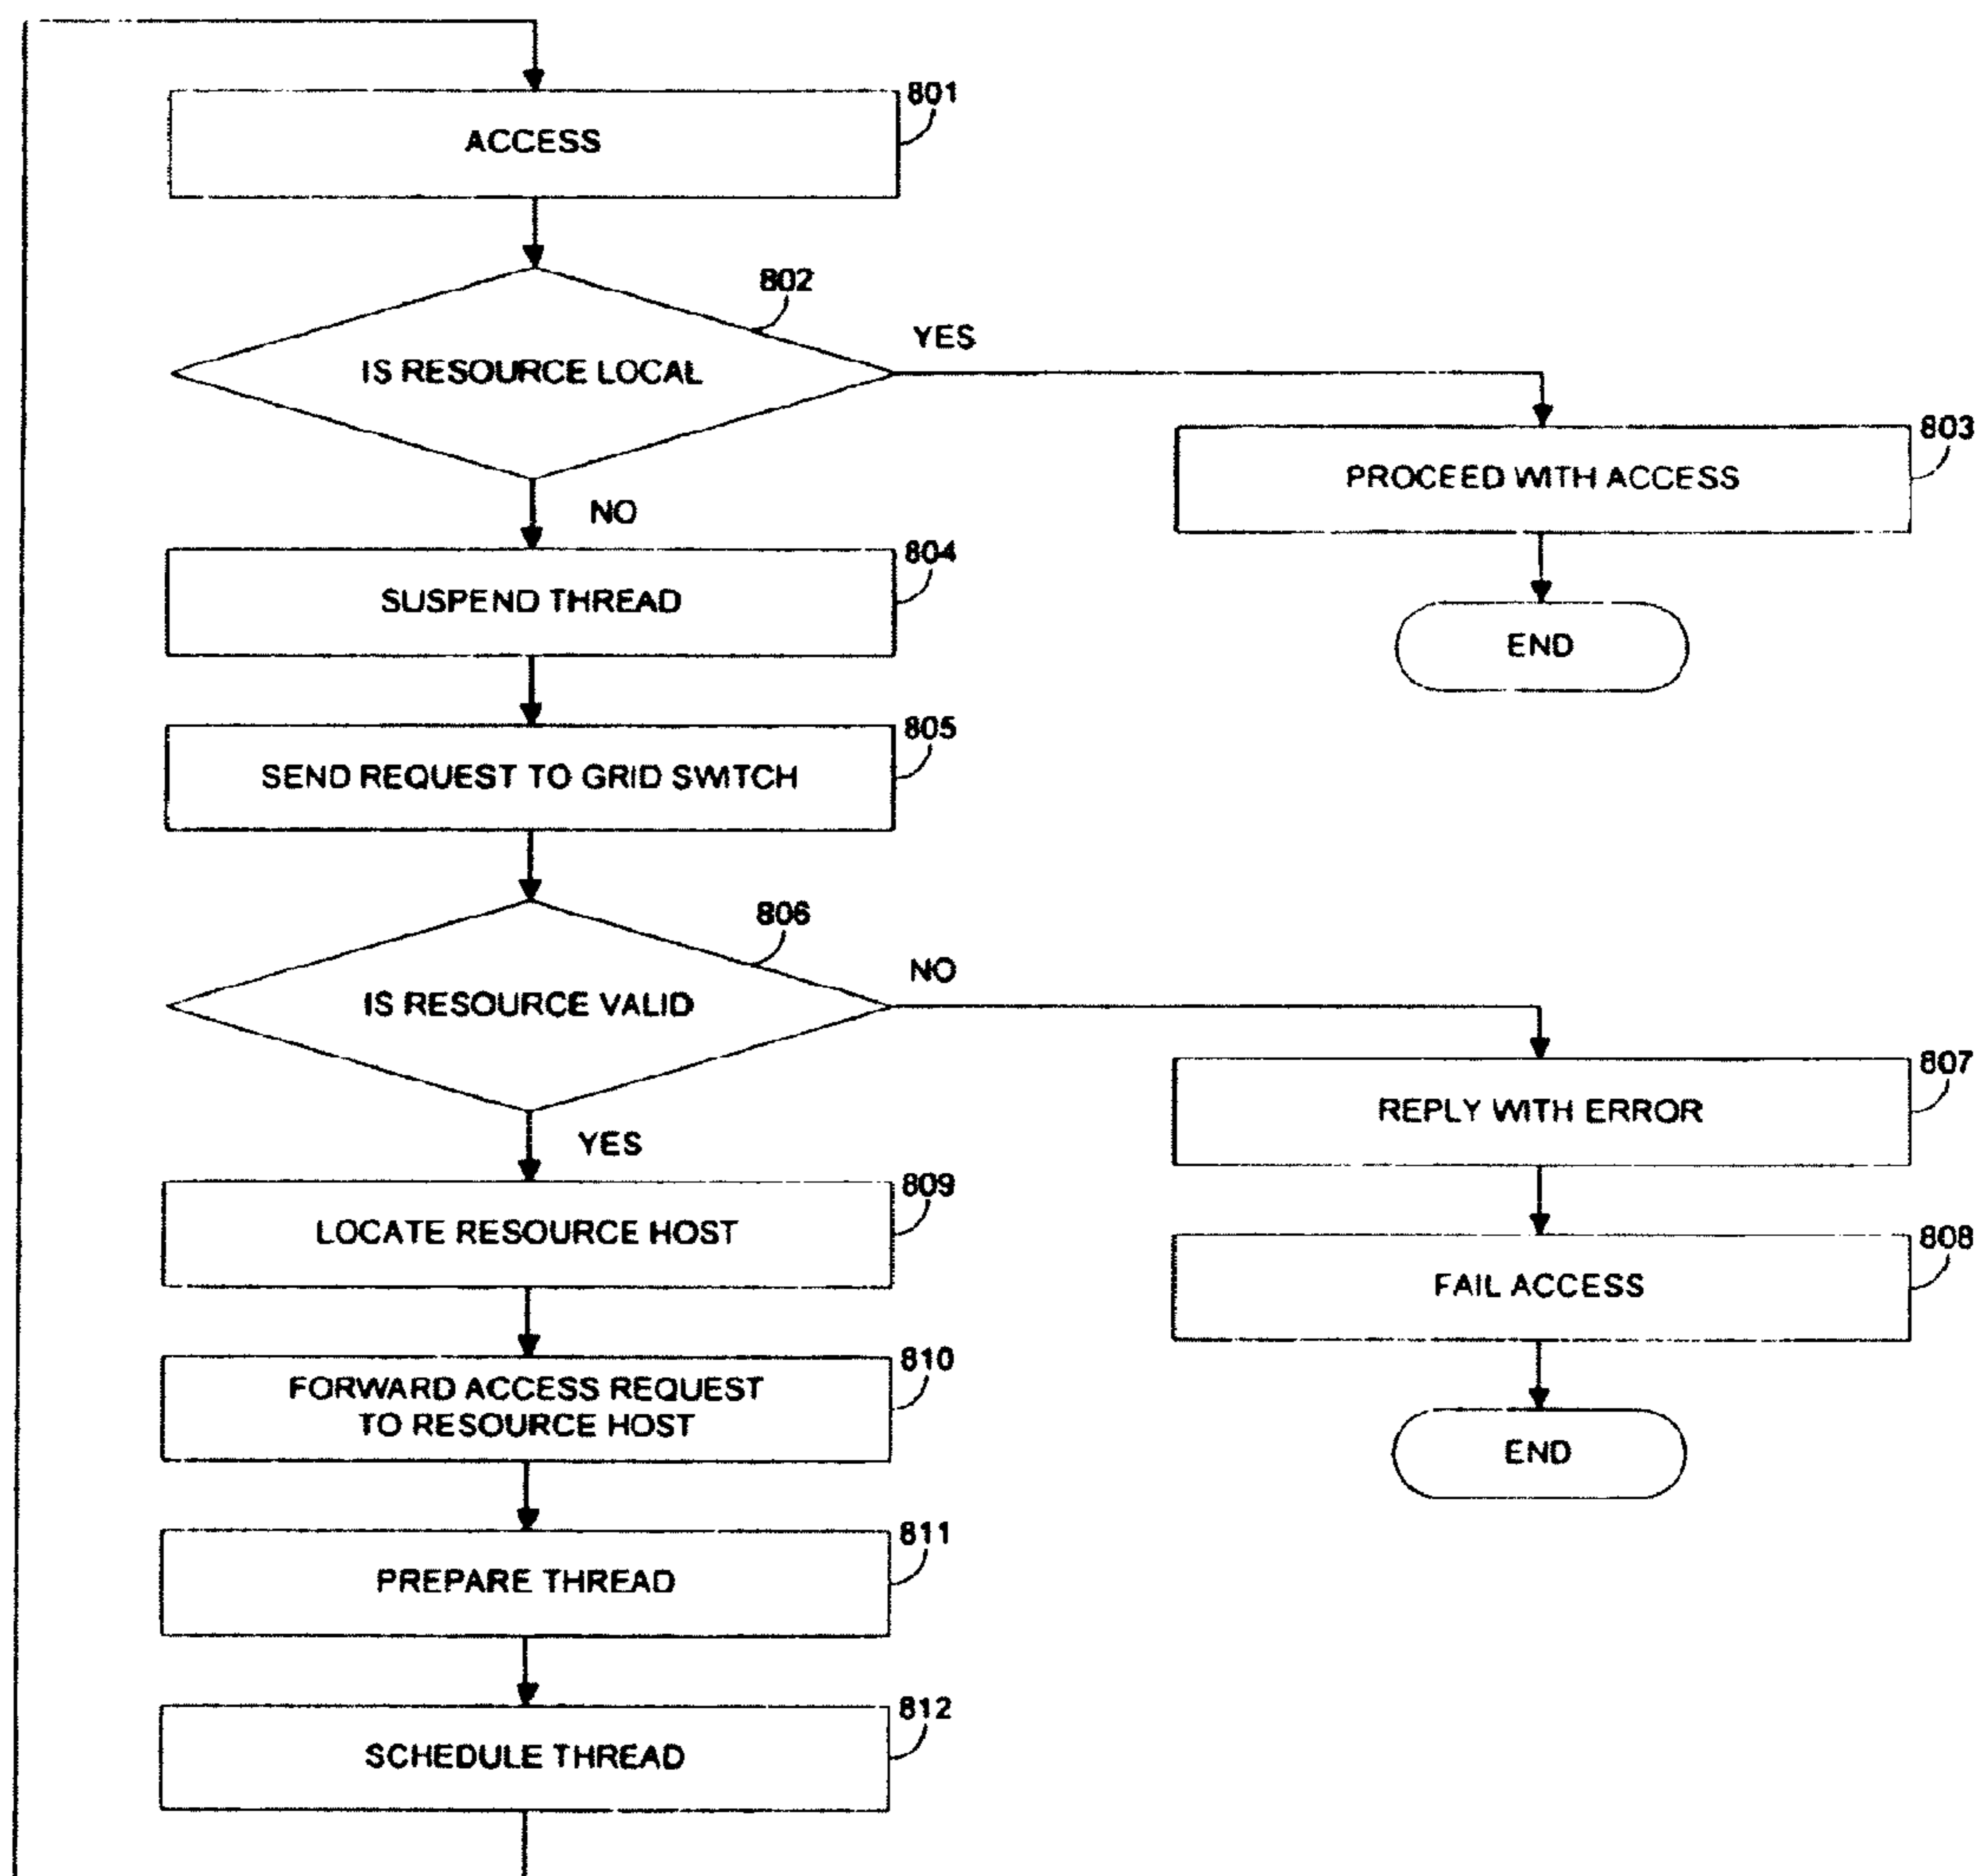 801
ACCESS
802
IS RESOURCE LOCAL
YES
803
PROCEED WITH ACCESS
END
NO
804
SUSPEND THREAD
805
SEND REQUEST TO GRID SWITCH
806
IS RESOURCE VALID
NO
807
REPLY WITH ERROR
808
FAIL ACCESS
END
YES
809
LOCATE RESOURCE HOST
810
FORWARD ACCESS REQUEST
TO RESOURCE HOST
811
PREPARE THREAD
812
SCHEDULE THREAD